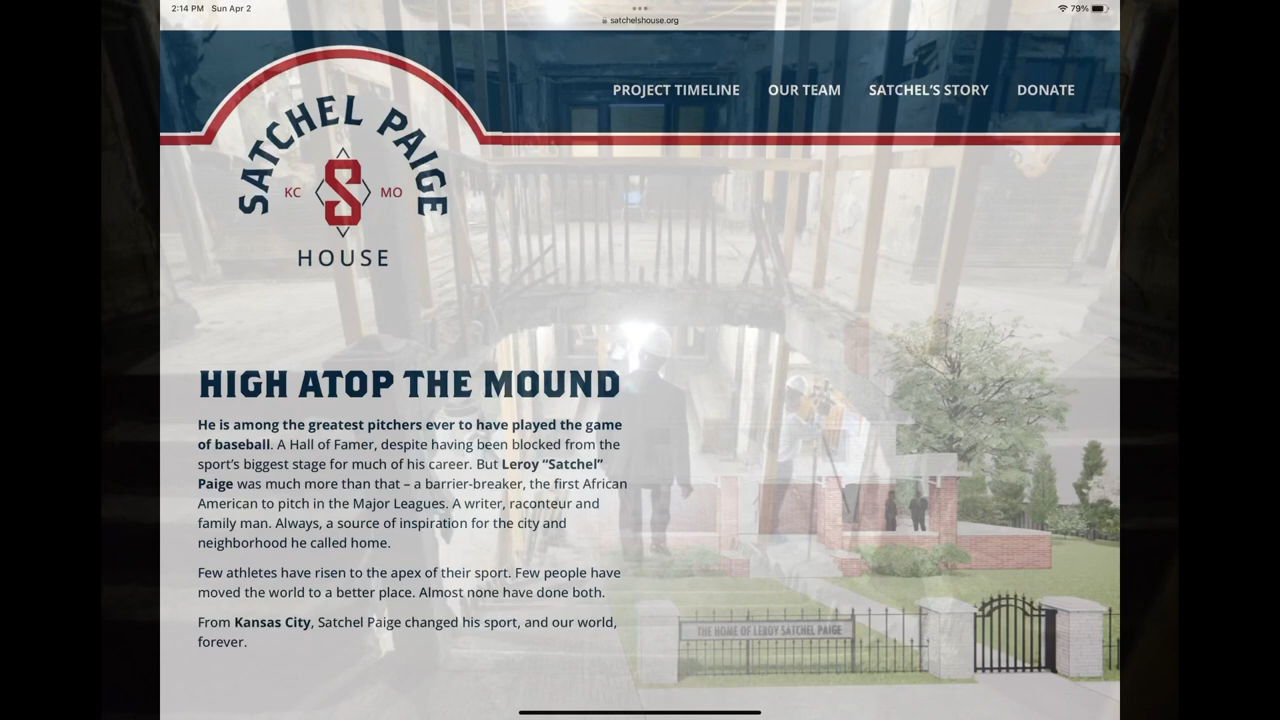 2:14 PM Sun Apr 2
satchelshouse.org
79%
PROJECT TIMELINE OUR TEAM SATCHEL'S STORY DONATE
SATCHEL PAIGE
KC S MO
HOUSE
HIGH ATOP THE MOUND
He is among the greatest pitchers ever to have played the game
of baseball. A Hall of Famer, despite having been blocked from the
sport's biggest stage for much of his career. But Leroy “Satchel”
Paige was much more than that – a barrier-breaker, the first African
American to pitch in the Major Leagues. A writer, raconteur and
family man. Always, a source of inspiration for the city and
neighborhood he called home.
Few athletes have risen to the apex of their sport. Few people have
moved the world to a better place. Almost none have done both.
From Kansas City, Satchel Paige changed his sport, and our world,
forever.
THE HOME OF LEROY SATCHEL PAIGE